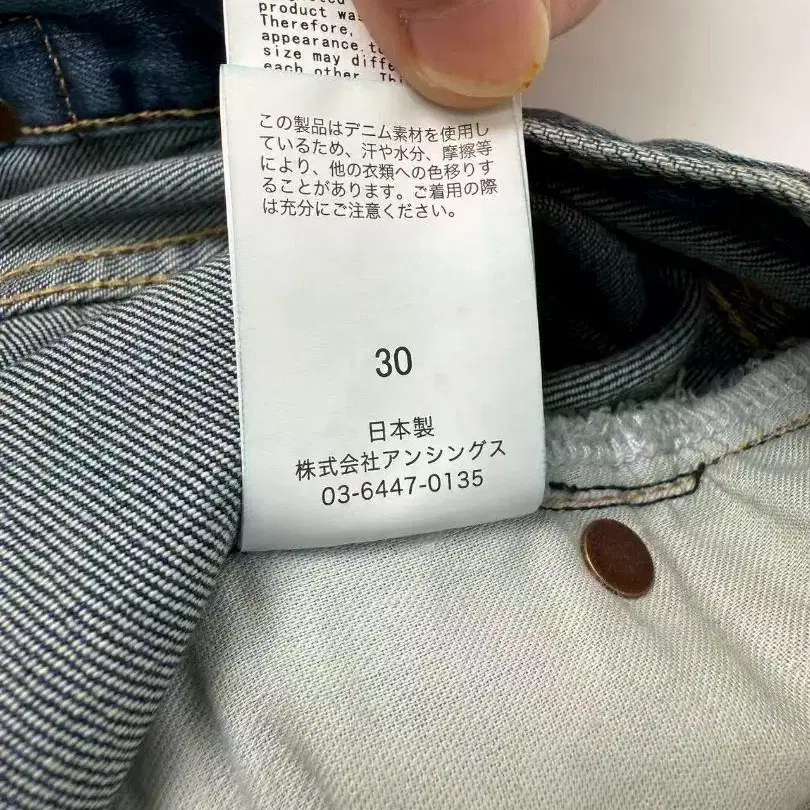 product was
Therefore,
appearance to
size may diffe
each other. Thi
この製品はデニム素材を使用し
ているため、汗や水分、摩擦等
により、他の衣類への色移りす
ることがあります。ご着用の際
は充分にご注意ください。
30
日本製
株式会社アンシングス
03-6447-0135